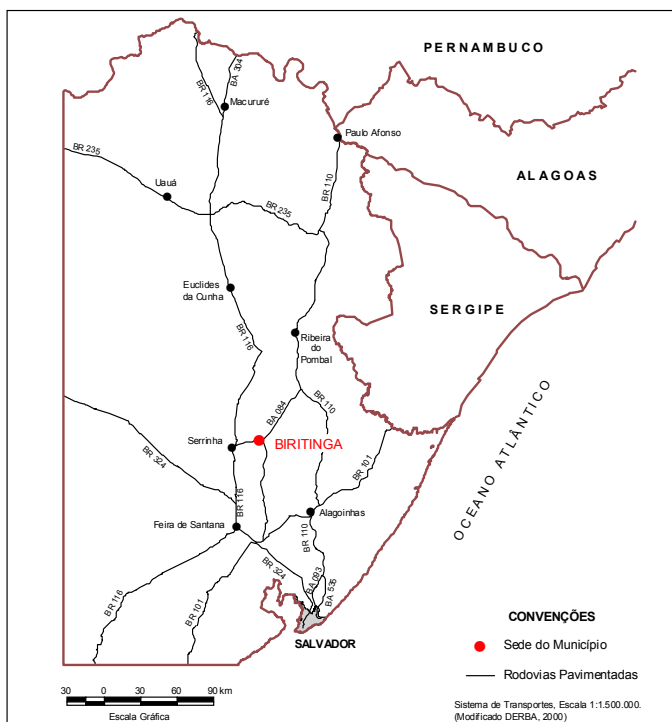 PERNAMBUCO
BR 116
BA 304
Macururé
Paulo Afonso
BR 235
BR 110
ALAGOAS
Uauá
BR 235
Euclides
da Cunha
SERGIPE
BR 116
Ribeira
do
Pombal
BA 084
BR 110
Serrinha
BIRITINGA
BR 101
OCEANO ATLÂNTICO
BR 324
BR 116
Feira de Santana
Alagoinhas
BR 110
BR 324
BA 093
BA 535
BR 116
BR 101
SALVADOR
CONVENÇÕES
Sede do Município
Rodovias Pavimentadas
30 0 30 60 90 km
Escala Gráfica
Sistema de Transportes, Escala 1:1.500.000.
(Modificado DERBA, 2000)